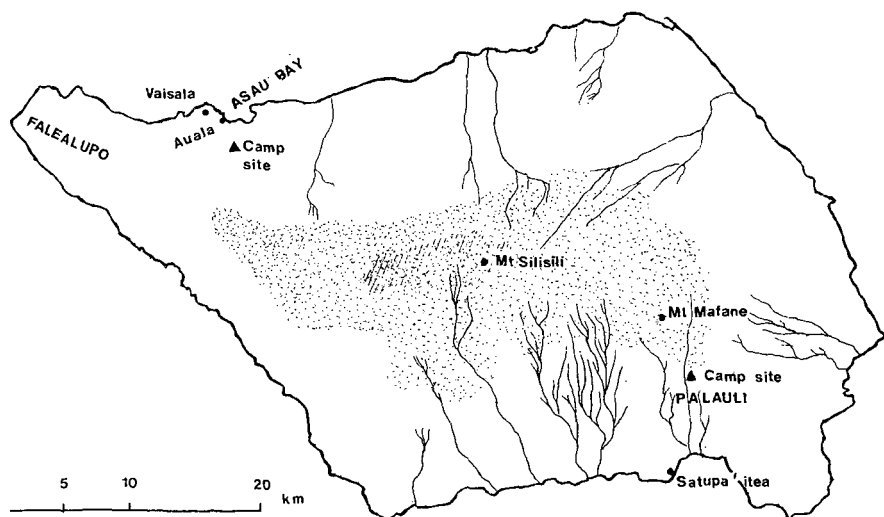 Vaisala
ASAU BAY
FALEALUPO
Auala
Camp
site
Mt Silisili
Mt Mafane
Camp site
PALAULI
Satupa'itea
5 10 20
km